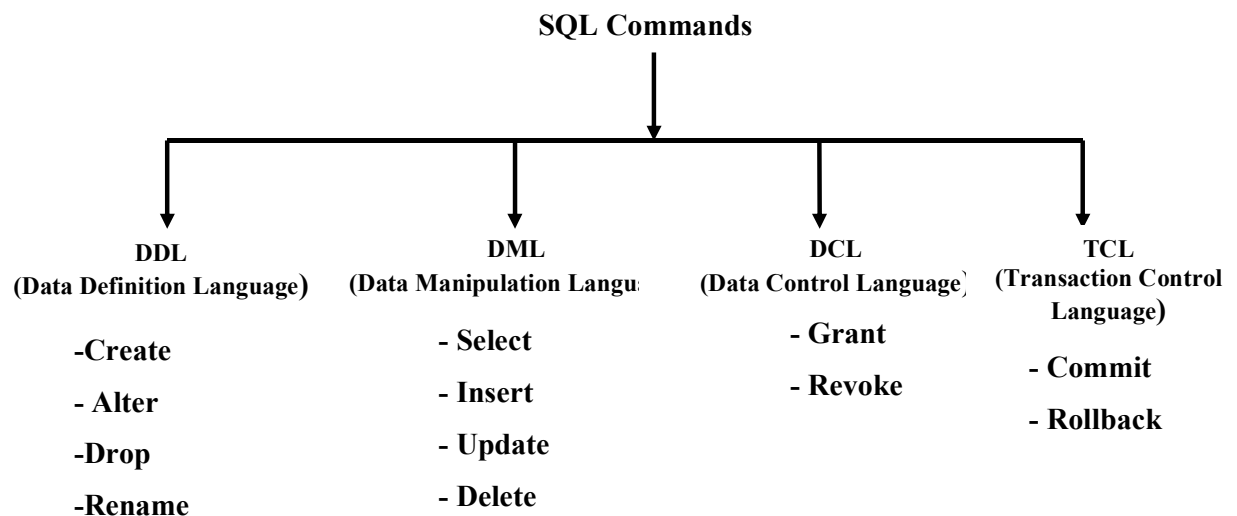 SQL Commands
DDL
(Data Definition Language)
-Create
- Alter
-Drop
-Rename
DML
(Data Manipulation Langu
- Select
- Insert
- Update
- Delete
DCL
(Data Control Language)
- Grant
- Revoke
TCL
(Transaction Control
Language)
- Commit
- Rollback